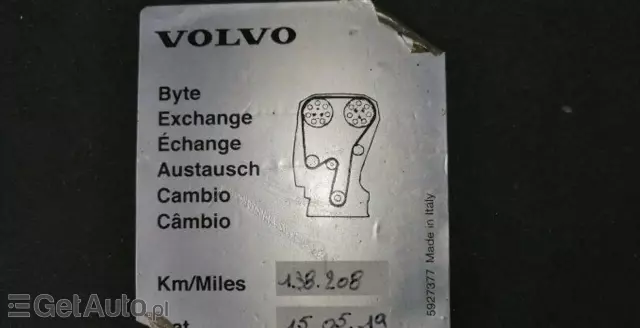 VOLVO
Byte
Exchange
Échange
Austausch
Cambio
Câmbio
Km/Miles 138.208
15.05.19
5927377 Made in Italy
GetAuto.pl